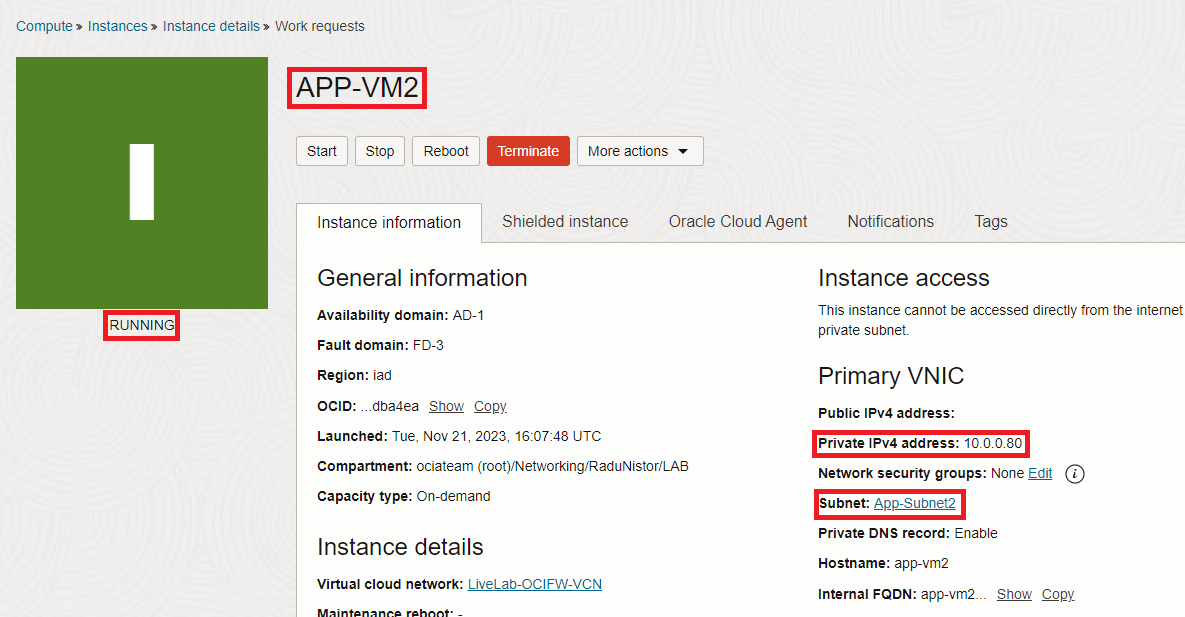 Compute » Instances » Instance details » Work requests
APP-VM2
RUNNING
Start Stop Reboot Terminate More actions
Instance information Shielded instance Oracle Cloud Agent Notifications Tags
General information
Availability domain: AD-1
Fault domain: FD-3
Region: iad
OCID: ...dba4ea Show Copy
Launched: Tue, Nov 21, 2023, 16:07:48 UTC
Compartment: ociateam (root)/Networking/RaduNistor/LAB
Capacity type: On-demand
Instance details
Virtual cloud network: LiveLab-OCIFW-VCN
Maintenance reboot: -
Instance access
This instance cannot be accessed directly from the internet
private subnet.
Primary VNIC
Public IPv4 address:
Private IPv4 address: 10.0.0.80
Network security groups: None Edit i
Subnet: App-Subnet2
Private DNS record: Enable
Hostname: app-vm2
Internal FQDN: app-vm2... Show Copy